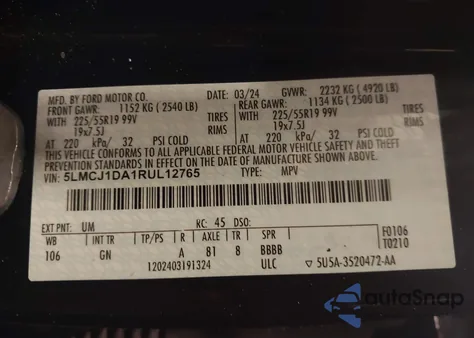 MFD. BY FORD MOTOR CO.
DATE: 03/24 GVWR: 2232 KG (4920 LB)
FRONT GAWR: 1152 KG (2540 LB) REAR GAWR: 1134 KG (2500 LB)
WITH 225/55R19 99V TIRES WITH 225/55R19 99V TIRES
19x7.5J RIMS 19x7.5J RIMS
AT 220 kPa/ 32 PSI COLD AT 220 kPa/ 32 PSI COLD
THIS VEHICLE CONFORMS TO ALL APPLICABLE FEDERAL MOTOR VEHICLE SAFETY, BUMPER, AND THEFT
PREVENTION STANDARDS IN EFFECT ON THE DATE OF MANUFACTURE SHOWN ABOVE.
VIN: 5LMCJ1DA1RUL12765 TYPE: MPV
EXT PNT: UM RC: 45 DSO: F0106
WB INT TR TP/PS R AXLE TR SPR T0210
106 GN A 81 8 BBBB
1202403191324 ULC ▽ 5U5A-3520472-AA
autoSnap